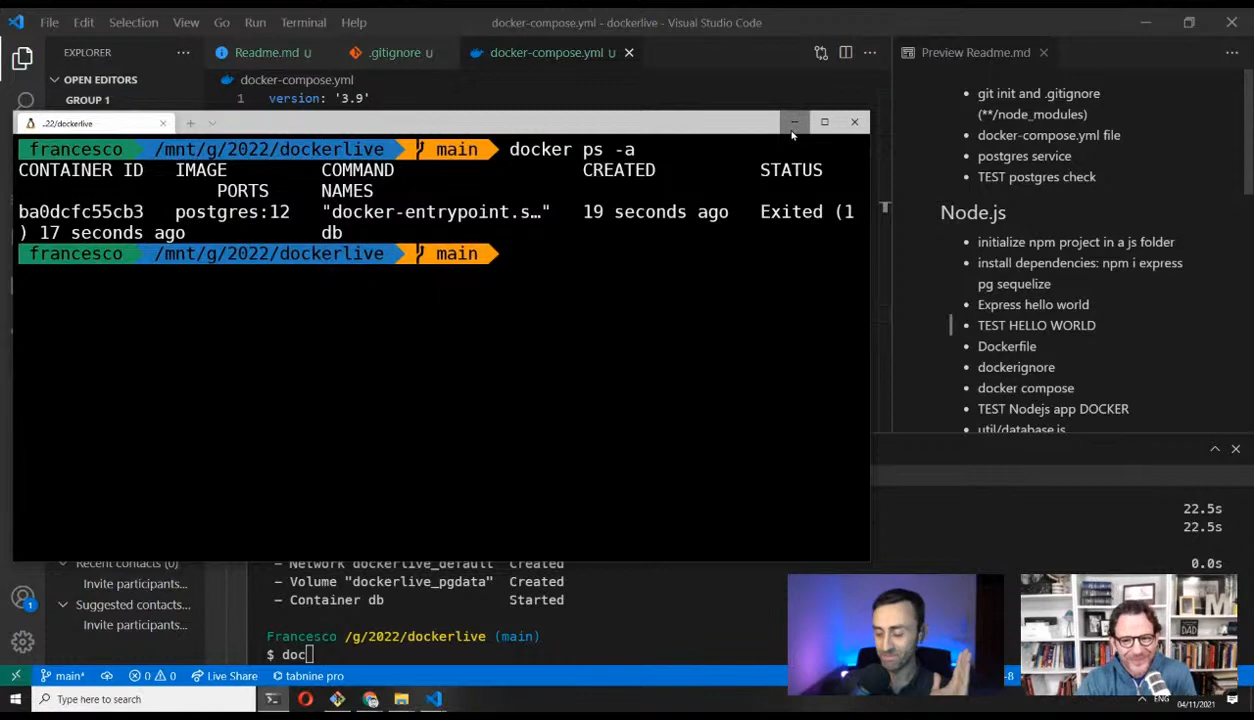 File Edit Selection View Go Run Terminal Help docker-compose.yml - dockerlive - Visual Studio Code
EXPLORER ... Readme.md U .gitignore U docker-compose.yml U Preview Readme.md ...
OPEN EDITORS docker-compose.yml
GROUP 1 1 version: '3.9'
..22/dockerlive
francesco /mnt/g/2022/dockerlive main docker ps -a
CONTAINER ID IMAGE COMMAND CREATED STATUS
PORTS NAMES
ba0dcfc55cb3 postgres:12 "docker-entrypoint.s…" 19 seconds ago Exited (1
) 17 seconds ago db
francesco /mnt/g/2022/dockerlive main
git init and .gitignore
(**/node_modules)
docker-compose.yml file
postgres service
TEST postgres check
Node.js
initialize npm project in a js folder
install dependencies: npm i express
pg sequelize
Express hello world
TEST HELLO WORLD
Dockerfile
dockerignore
docker compose
TEST Nodejs app DOCKER
util/database.js
22.5s
22.5s
0.0s
Recent contacts (0)
Invite participants...
Suggested contacts...
Invite participants...
- Network dockerlive_default Created
- Volume "dockerlive_pgdata" Created
- Container db Started
Francesco /g/2022/dockerlive (main)
$ doc
DAD
M
main* 0 0 Live Share tabnine pro
Type here to search
ENG
04/11/2021